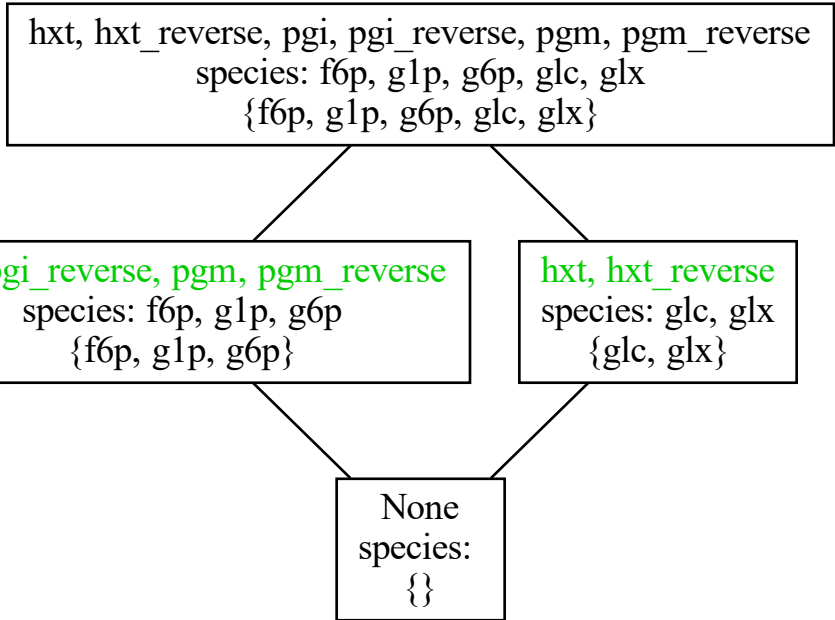 hxt, hxt_reverse, pgi, pgi_reverse, pgm, pgm_reverse
species: f6p, g1p, g6p, glc, glx
{f6p, g1p, g6p, glc, glx}
gi_reverse, pgm, pgm_reverse
species: f6p, g1p, g6p
{f6p, g1p, g6p}
hxt, hxt_reverse
species: glc, glx
{glc, glx}
None
species:
{}